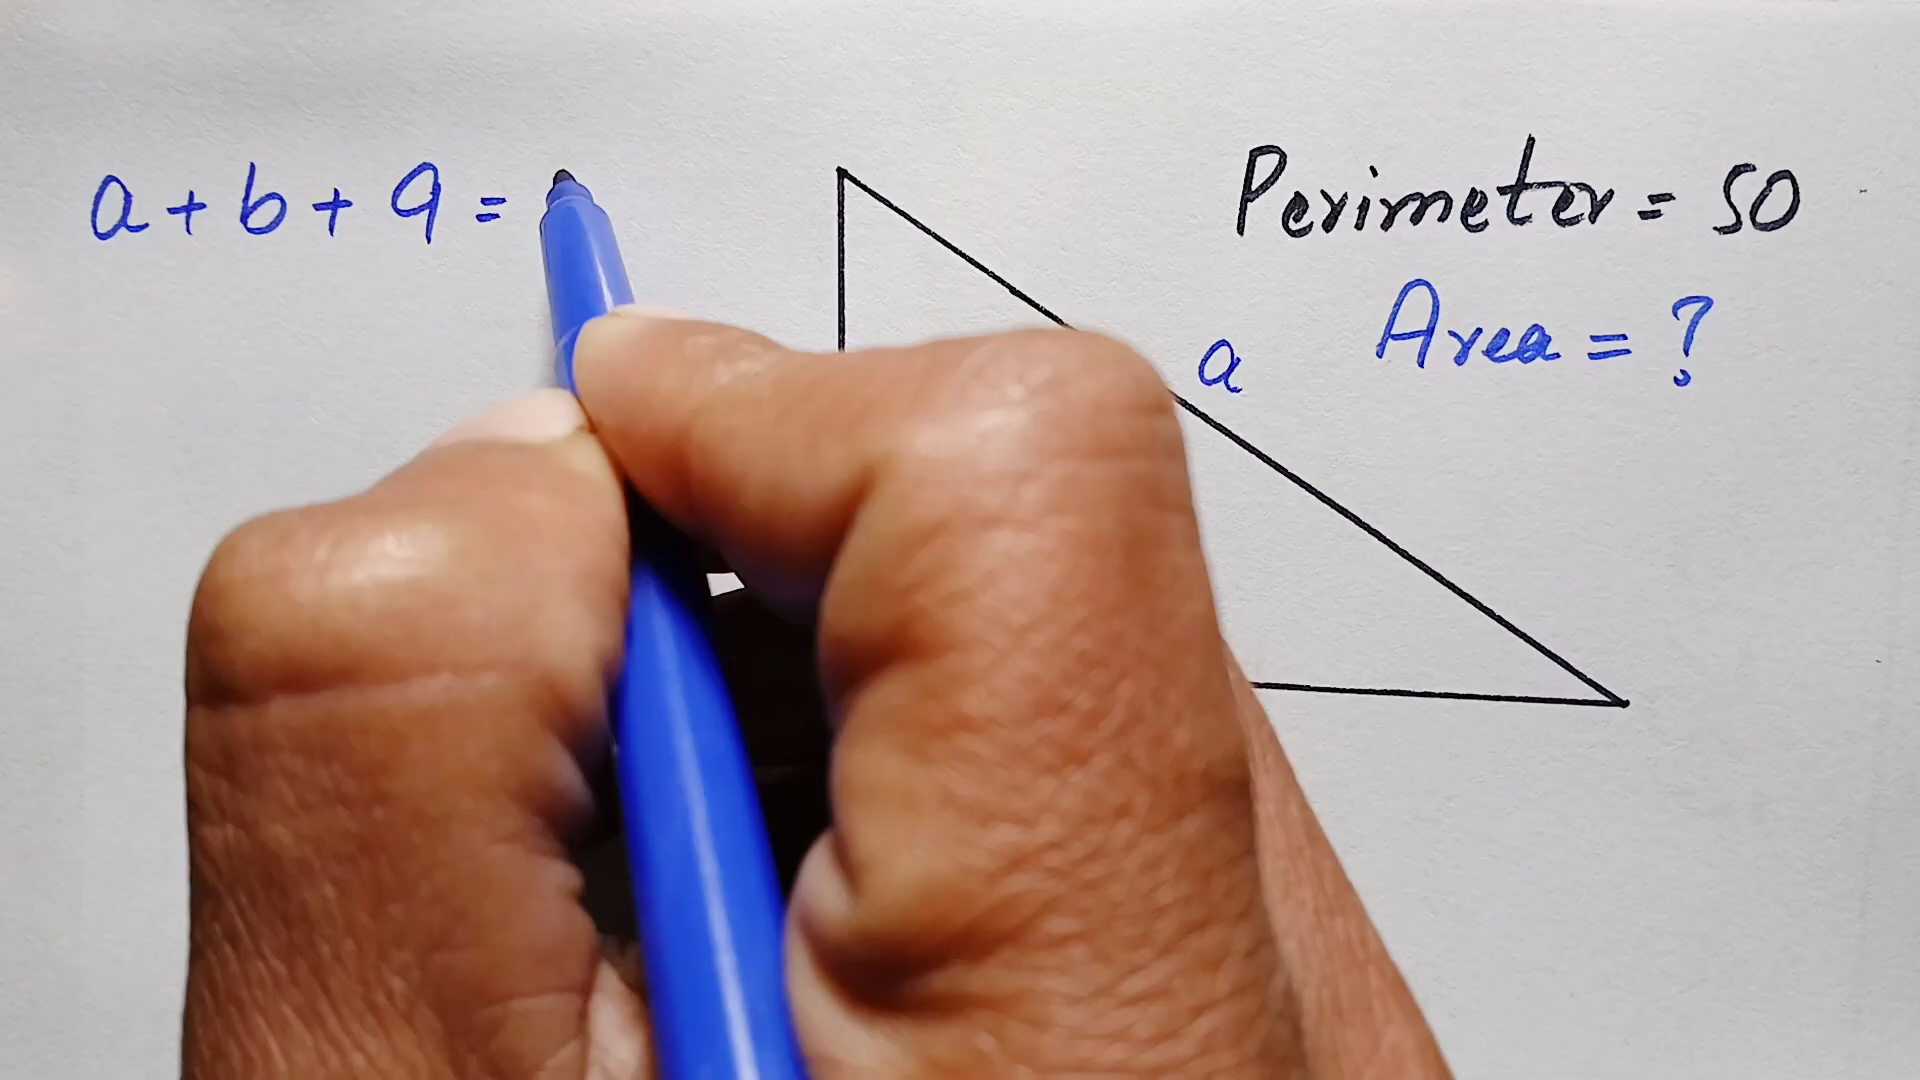 a + b + 9 =
Perimeter = 50
Area = ?
a